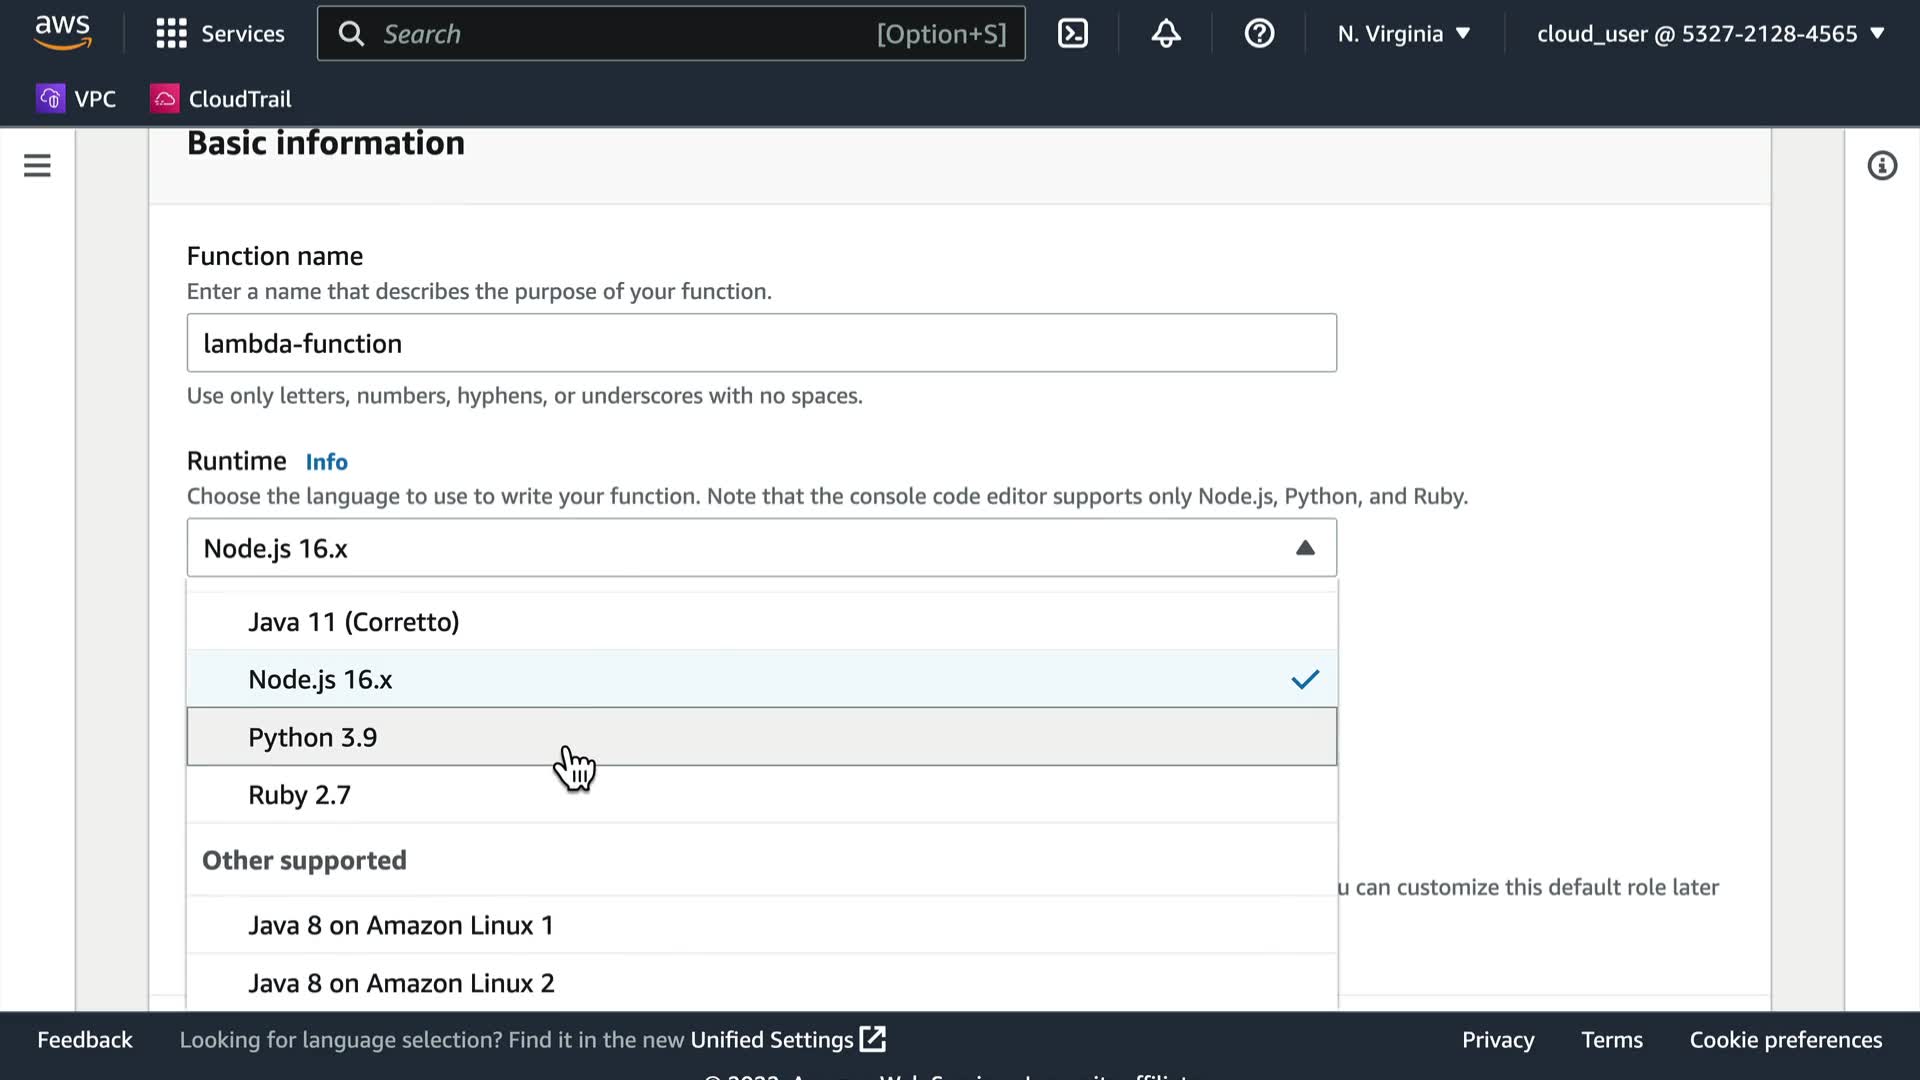 aws
Services
Search
[Option+S]
N. Virginia
cloud_user @ 5327-2128-4565
VPC
CloudTrail
Basic information
Function name
Enter a name that describes the purpose of your function.
lambda-function
Use only letters, numbers, hyphens, or underscores with no spaces.
Runtime Info
Choose the language to use to write your function. Note that the console code editor supports only Node.js, Python, and Ruby.
Node.js 16.x
Java 11 (Corretto)
Node.js 16.x
Python 3.9
Ruby 2.7
Other supported
u can customize this default role later
Java 8 on Amazon Linux 1
Java 8 on Amazon Linux 2
Feedback
Looking for language selection? Find it in the new Unified Settings
Privacy
Terms
Cookie preferences